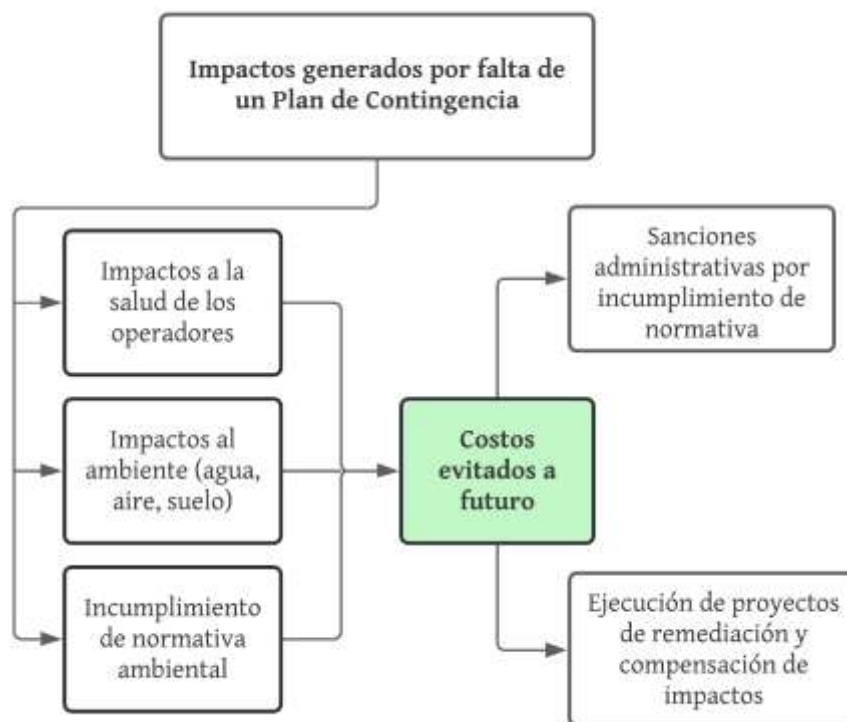 Impactos generados por falta de
un Plan de Contingencia
Impactos a la
salud de los
operadores
Impactos al
ambiente (agua,
aire, suelo)
Incumplimiento
de normativa
ambiental
Costos
evitados a
futuro
Sanciones
administrativas por
incumplimiento de
normativa
Ejecución de proyectos
de remediación y
compensación de
impactos